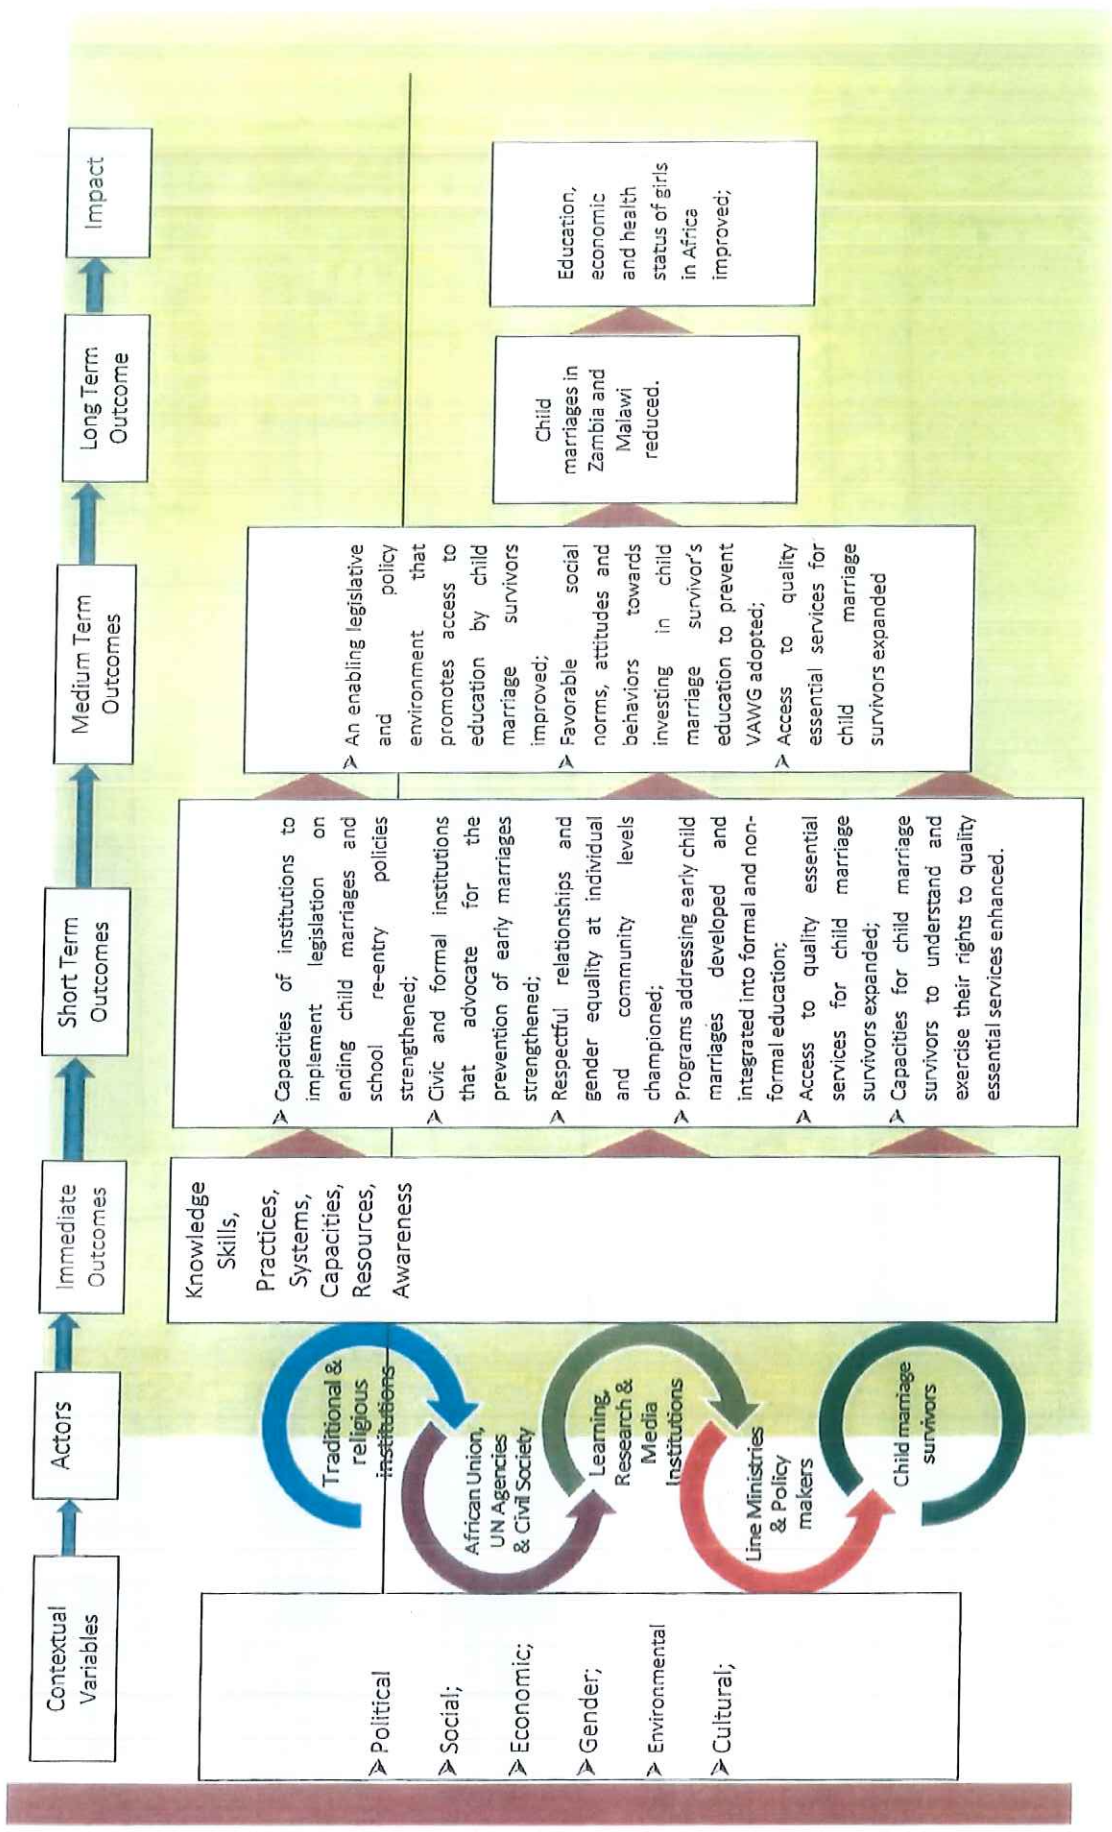 Contextual
Variables
Actors
Immediate
Outcomes
Short Term
Outcomes
Medium Term
Outcomes
Long Term
Outcome
Impact
➢ Political
➢ Social;
➢ Economic;
➢ Gender;
➢ Environmental
➢ Cultural;
Traditional &
religious
institutions
African Union,
UN Agencies
& Civil Society
Learning,
Research &
Media
Institutions
Line Ministries
& Policy
makers
Child marriage
survivors
Knowledge
Skills,
Practices,
Systems,
Capacities,
Resources,
Awareness
➢ Capacities of institutions to
implement legislation on
ending child marriages and
school re-entry policies
strengthened;
➢ Civic and formal institutions
that advocate for the
prevention of early marriages
strengthened;
➢ Respectful relationships and
gender equality at individual
and community levels
championed;
➢ Programs addressing early child
marriages developed and
integrated into formal and non-
formal education;
➢ Access to quality essential
services for child marriage
survivors expanded;
➢ Capacities for child marriage
survivors to understand and
exercise their rights to quality
essential services enhanced.
➢ An enabling legislative
and policy
environment that
promotes access to
education by child
marriage survivors
improved;
➢ Favorable social
norms, attitudes and
behaviors towards
investing in child
marriage survivor's
education to prevent
VAWG adopted;
➢ Access to quality
essential services for
child marriage
survivors expanded
Child
marriages in
Zambia and
Malawi
reduced.
Education,
economic
and health
status of girls
in Africa
improved;